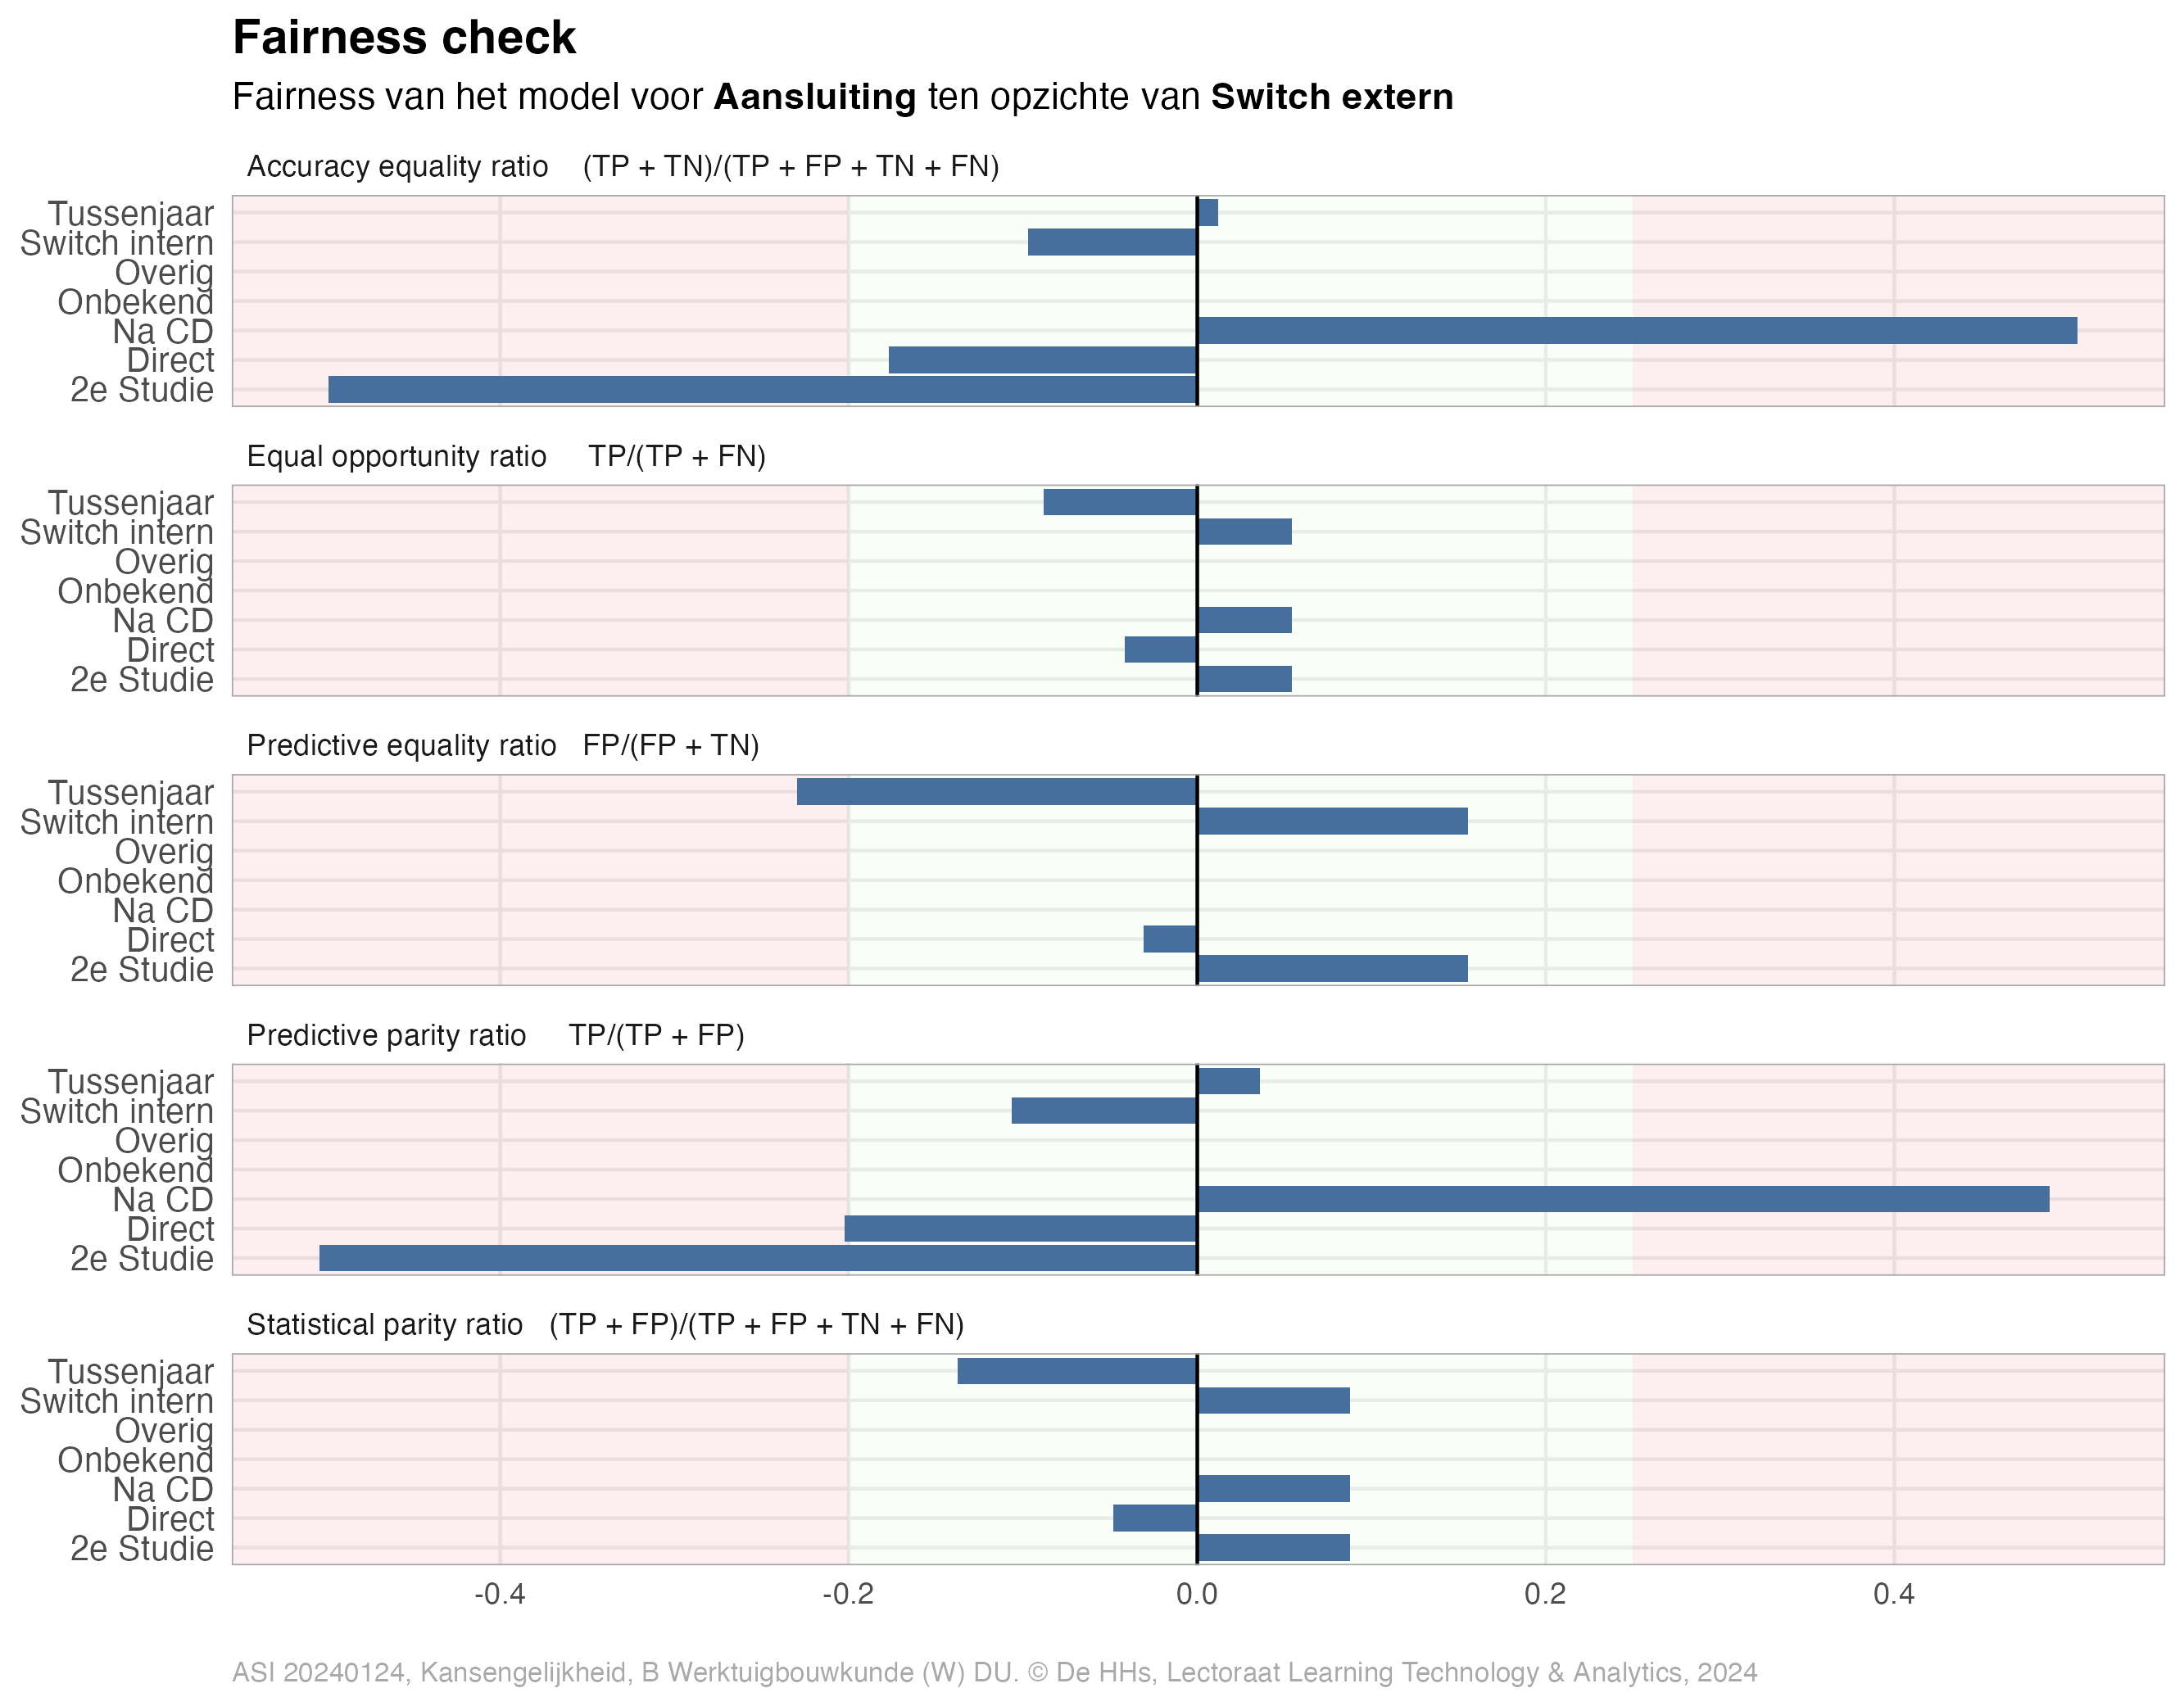 Fairness check
Fairness van het model voor Aansluiting ten opzichte van Switch extern
Accuracy equality ratio (TP + TN)/(TP + FP + TN + FN)
Tussenjaar
Switch intern
Overig
Onbekend
Na CD
Direct
2e Studie
Equal opportunity ratio TP/(TP + FN)
Tussenjaar
Switch intern
Overig
Onbekend
Na CD
Direct
2e Studie
Predictive equality ratio FP/(FP + TN)
Tussenjaar
Switch intern
Overig
Onbekend
Na CD
Direct
2e Studie
Predictive parity ratio TP/(TP + FP)
Tussenjaar
Switch intern
Overig
Onbekend
Na CD
Direct
2e Studie
Statistical parity ratio (TP + FP)/(TP + FP + TN + FN)
Tussenjaar
Switch intern
Overig
Onbekend
Na CD
Direct
2e Studie
-0.4 -0.2 0.0 0.2 0.4
ASI 20240124, Kansengelijkheid, B Werktuigbouwkunde (W) DU. © De HHs, Lectoraat Learning Technology & Analytics, 2024